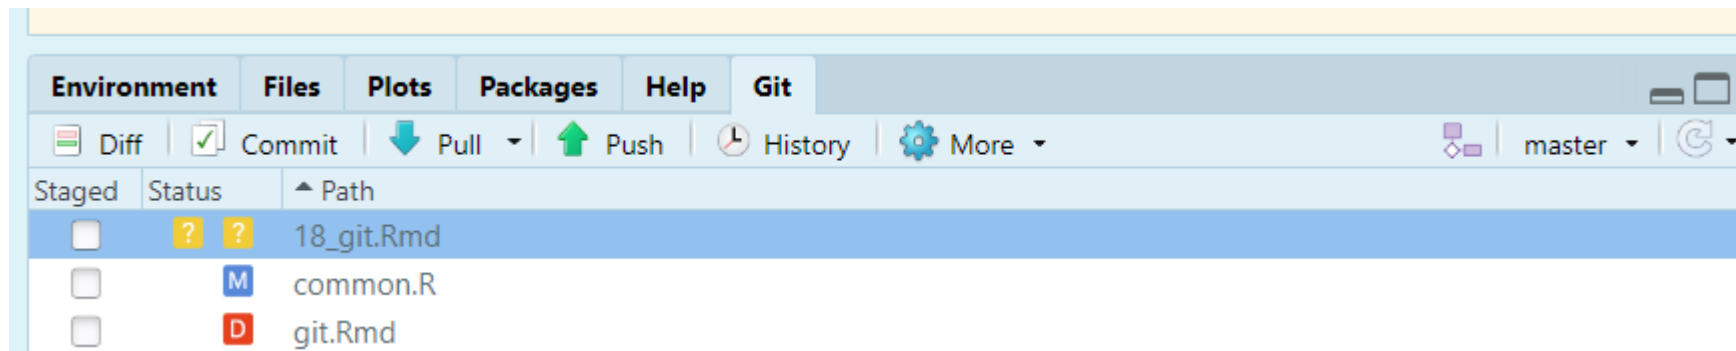 Environment Files Plots Packages Help Git
Diff Commit Pull Push History More master
Staged Status Path
? ? 18_git.Rmd
M common.R
D git.Rmd